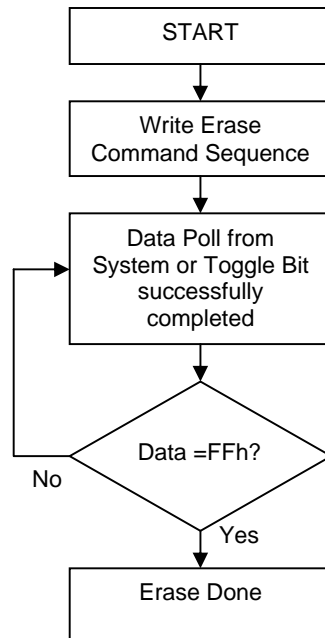 START
Write Erase
Command Sequence
Data Poll from
System or Toggle Bit
successfully
completed
Data =FFh?
No
Yes
Erase Done